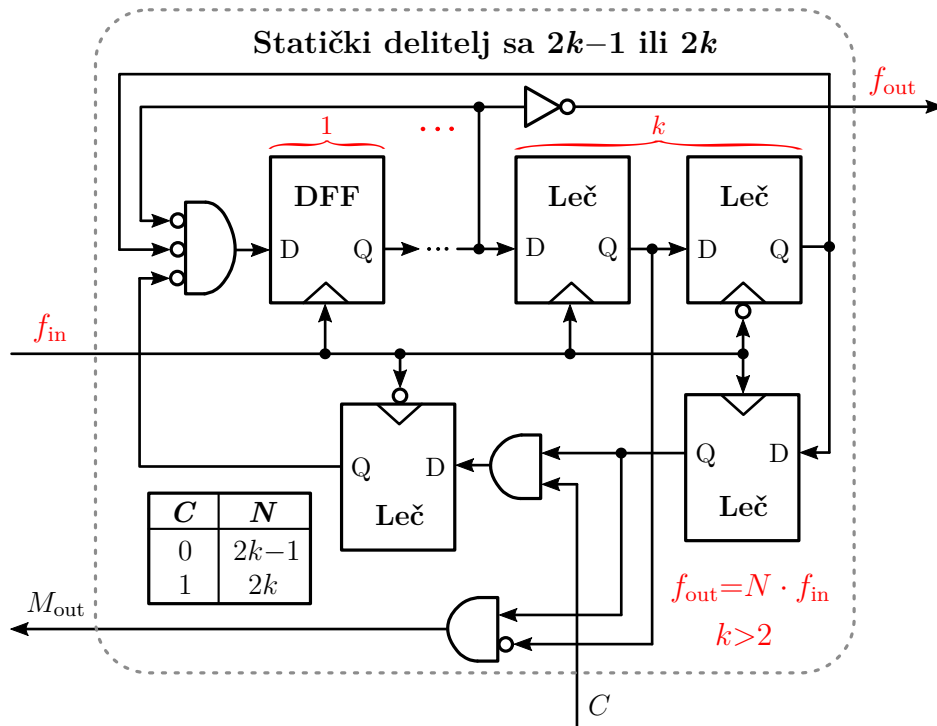 Statički delitelj sa 2k−1 ili 2k
f_out
1
...
k
DFF
Leč
Leč
D
Q
...
D
Q
D
Q
f_in
Q
D
Leč
Q
D
Leč
C N
0 2k−1
1 2k
f_out=N · f_in
k>2
M_out
C